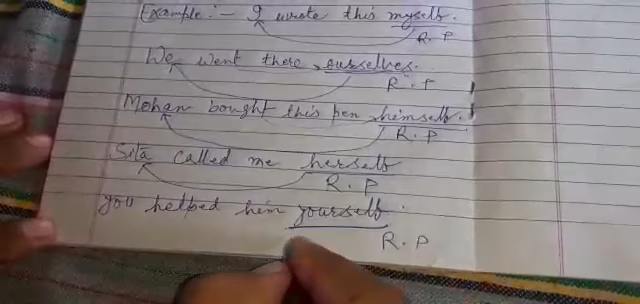 Example:- I wrote this myself.
R. P
We went there ourselves.
R. P
Mohan bought this pen himself.
R. P
Sita called me herself
R. P
you helped him yourself.
R. P